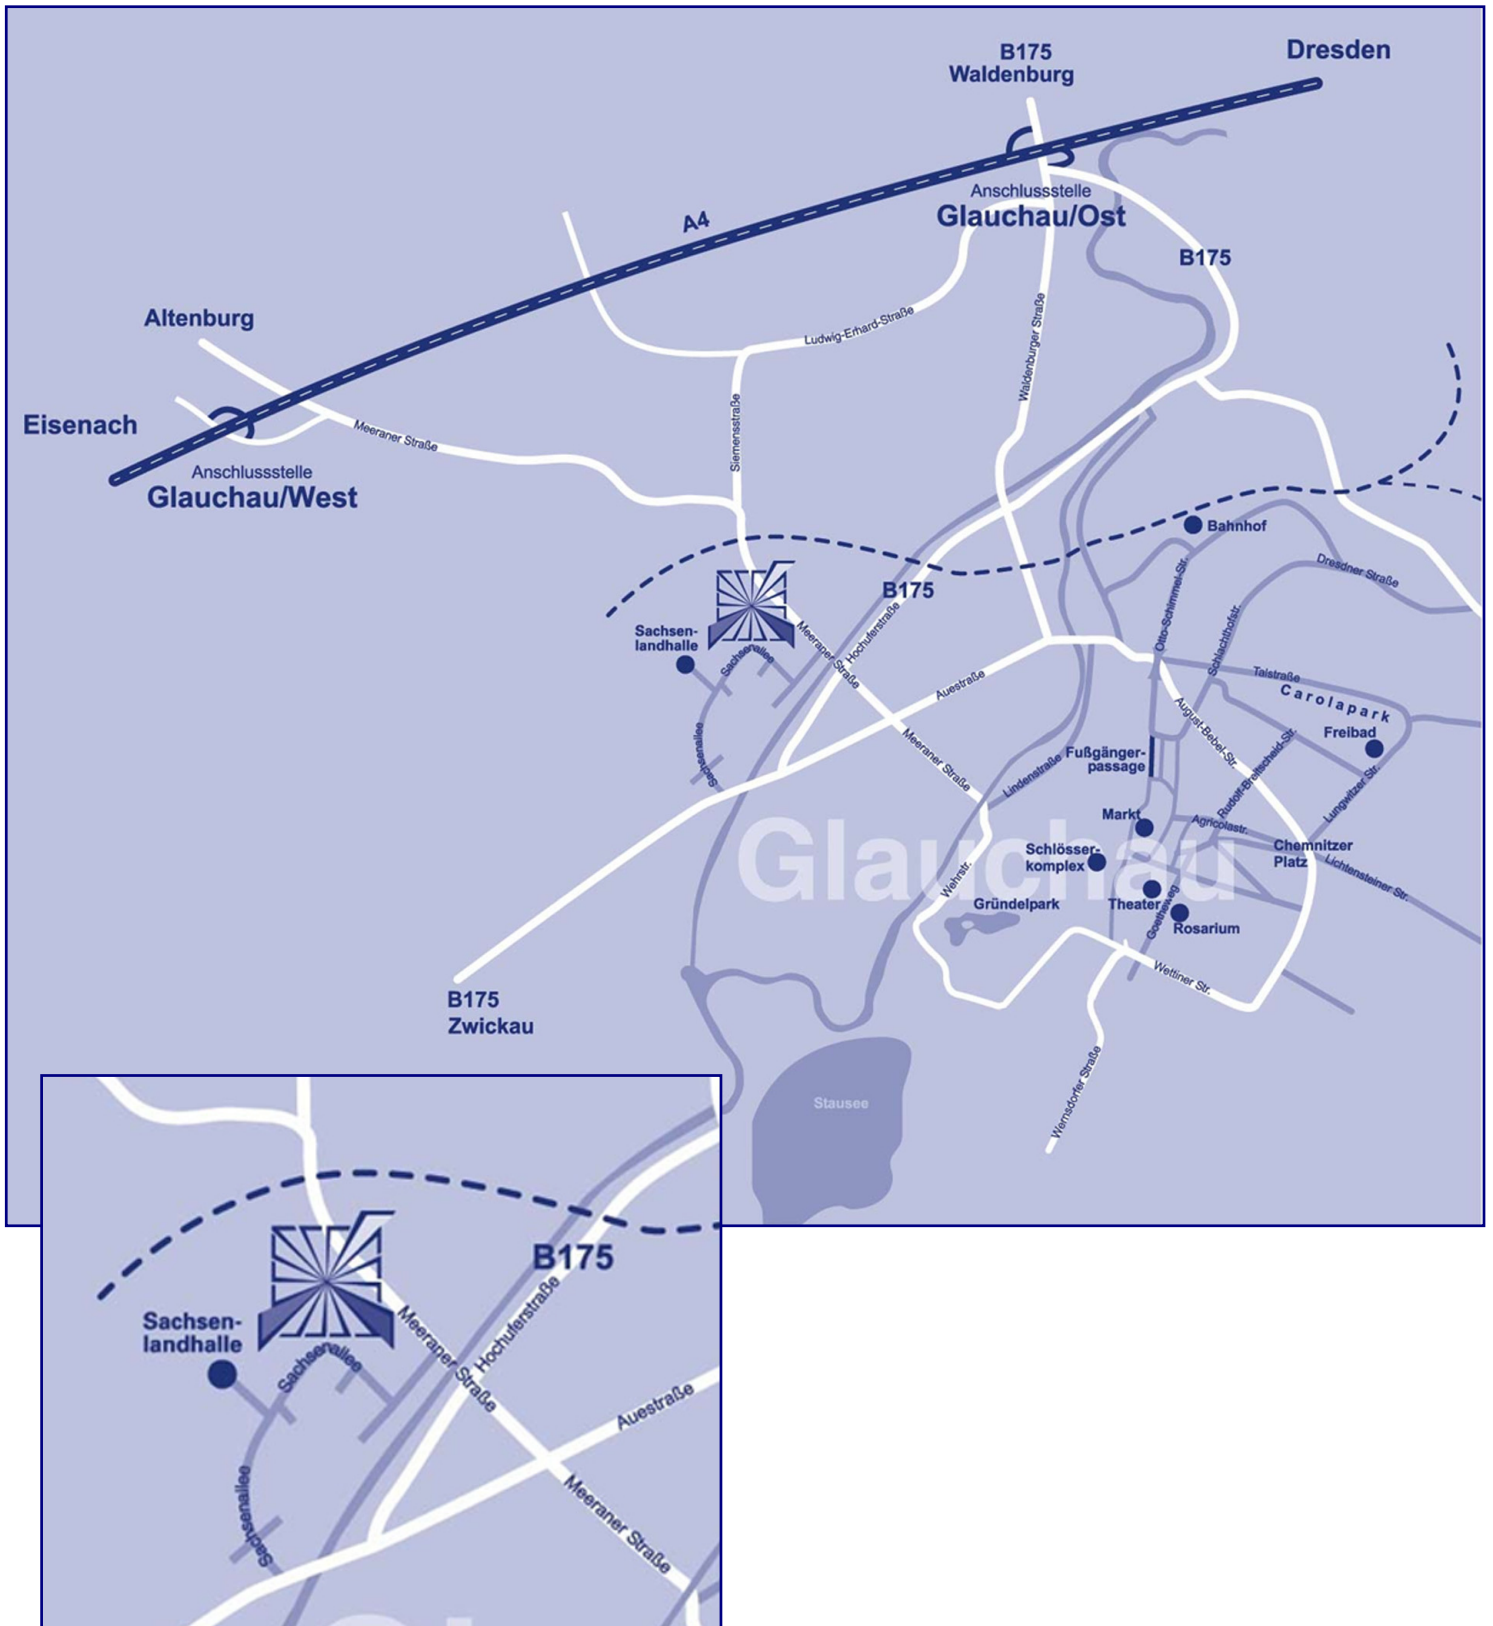 B175
Waldenburg
Dresden
A4
Anschlussstelle
Glauchau/Ost
B175
Altenburg
Ludwig-Erhard-Straße
Waldenburger Straße
Eisenach
Meeraner Straße
Siemensstraße
Anschlussstelle
Glauchau/West
Bahnhof
Dresdner Straße
B175
Hochuferstraße
Otto-Schimmel-Str.
Schlachthofstr.
Sachsen-
landhalle
Meeraner Straße
Sachsenallee
Auestraße
Talstraße
Carolapark
Freibad
August-Bebel-Str.
Rudolf-Breitscheid-Str.
Sachsenallee
Meeraner Straße
Lindenstraße
Fußgänger-
passage
Lungwitzer Str.
Markt
Agricolastr.
Glauchau
Schlösser-
komplex
Chemnitzer
Platz
Lichtensteiner Str.
Wehrstr.
Gründelpark
Theater
Goetheweg
Rosarium
Wettiner Str.
B175
Zwickau
Wernsdorfer Straße
Stausee
B175
Hochuferstraße
Sachsen-
landhalle
Meeraner Straße
Sachsenallee
Auestraße
Sachsenallee
Meeraner Straße